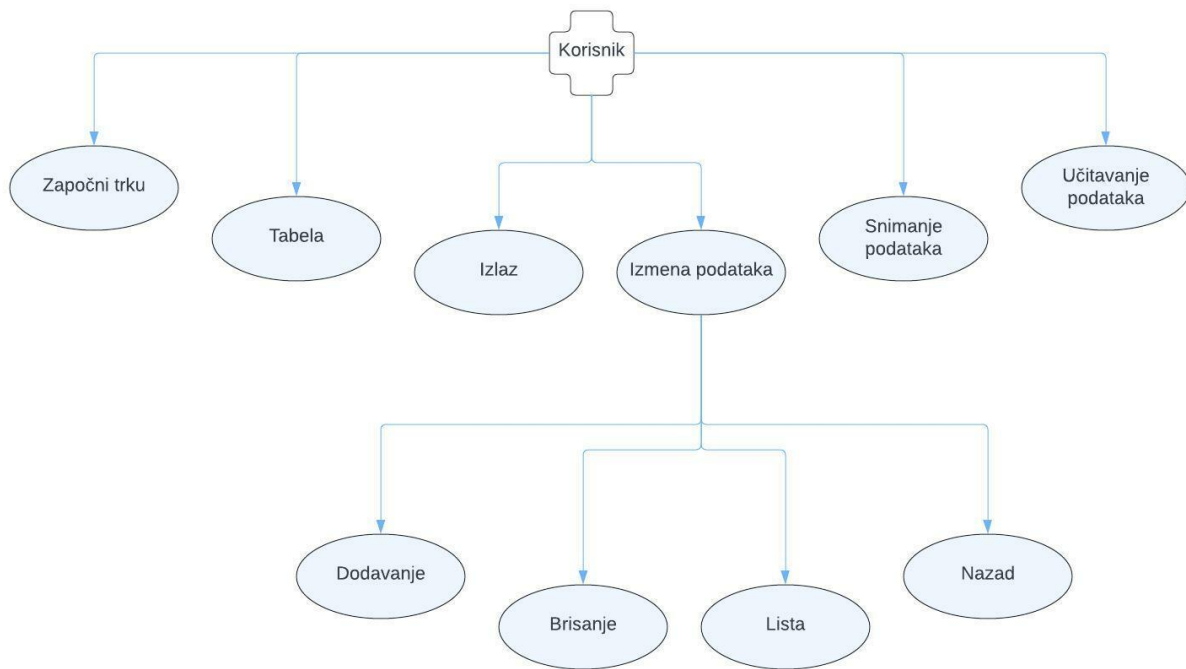 Korisnik
Započni trku
Tabela
Izlaz
Izmena podataka
Snimanje
podataka
Učitavanje
podataka
Dodavanje
Brisanje
Lista
Nazad